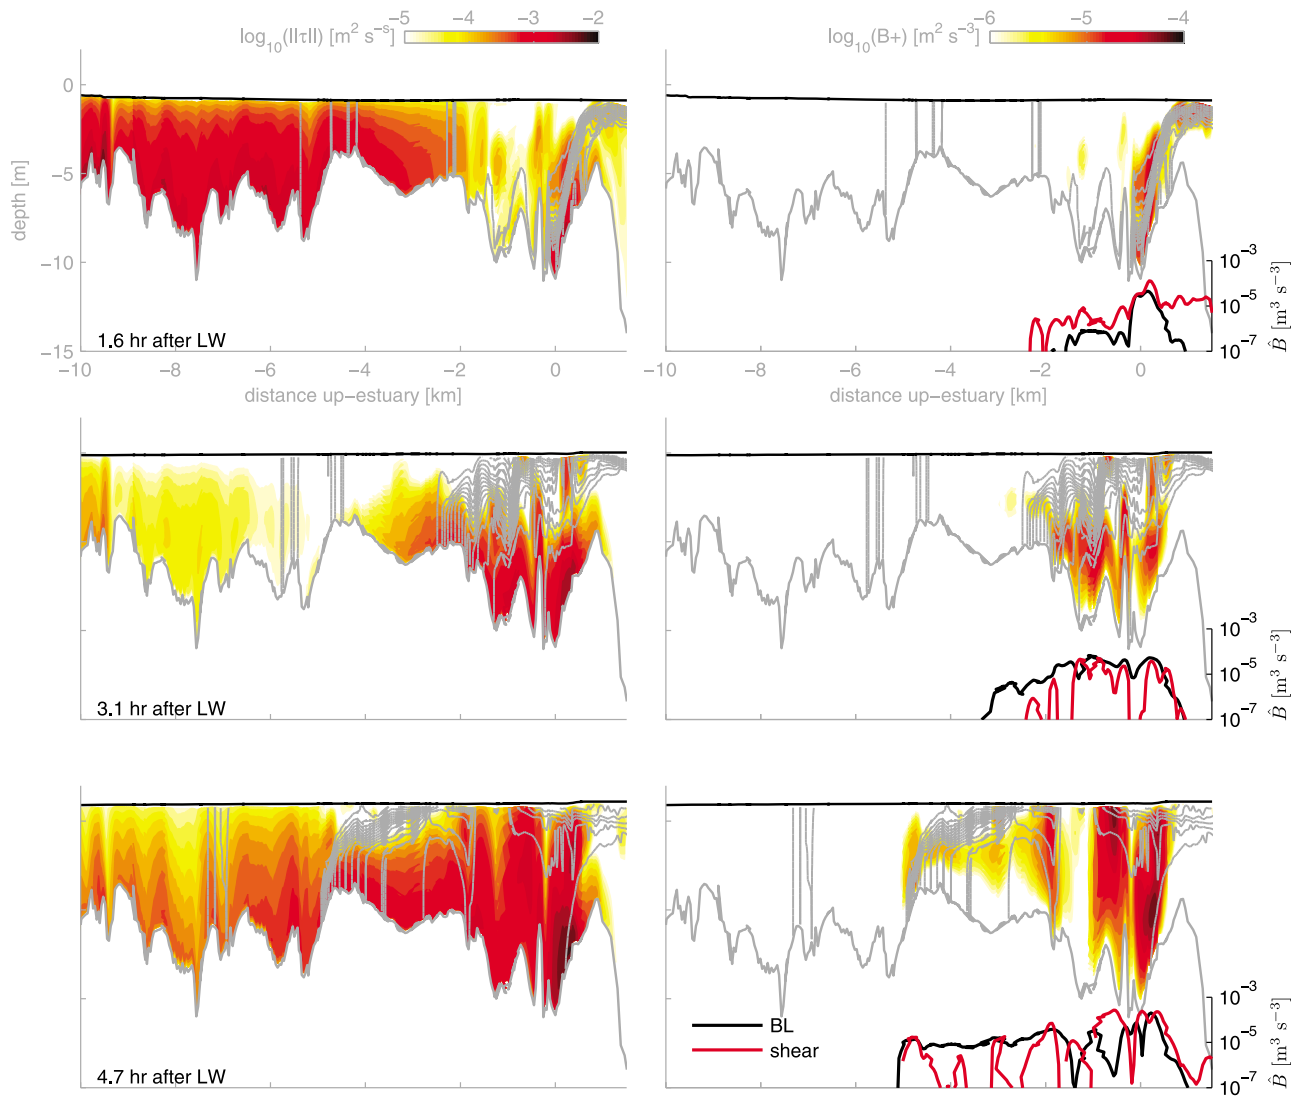 log10(IIτII) [m2 s−s] −5 −4 −3 −2
log10(B+) [m2 s−3] −6 −5 −4
0
−5
−10
−15
depth [m]
1.6 hr after LW
10−3
10−5
10−7
B̂ [m3 s−3]
−10 −8 −6 −4 −2 0
distance up−estuary [km]
−10 −8 −6 −4 −2 0
distance up−estuary [km]
3.1 hr after LW
10−3
10−5
10−7
B̂ [m3 s−3]
4.7 hr after LW
BL
shear
10−3
10−5
10−7
B̂ [m3 s−3]